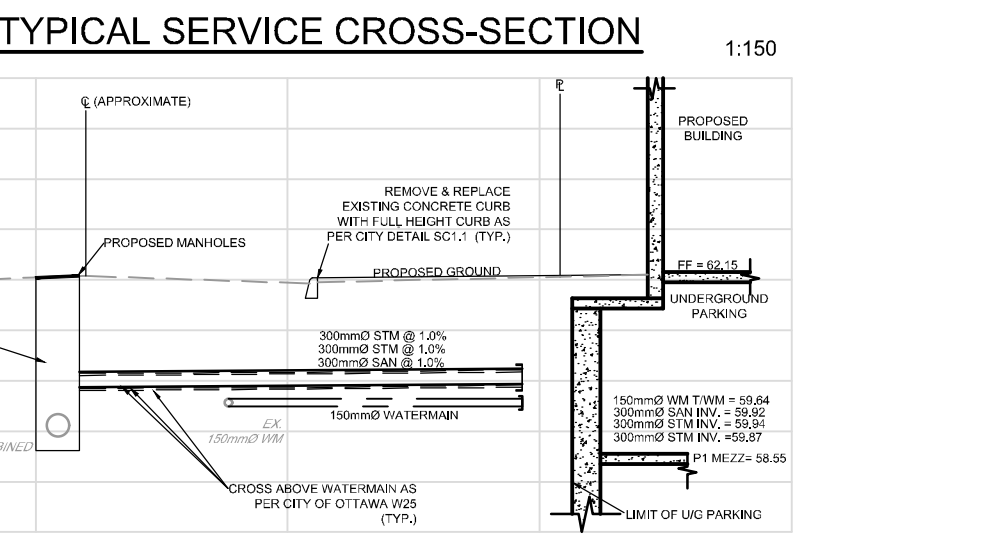 TYPICAL SERVICE CROSS-SECTION
1:150
℄ (APPROXIMATE)
PROPOSED
BUILDING
REMOVE & REPLACE
EXISTING CONCRETE CURB
WITH FULL HEIGHT CURB AS
PER CITY DETAIL SC1.1 (TYP.)
PROPOSED MANHOLES
PROPOSED GROUND
FF = 62.15
UNDERGROUND
PARKING
300mmØ STM @ 1.0%
300mmØ STM @ 1.0%
300mmØ SAN @ 1.0%
150mmØ WATERMAIN
EX.
150mmØ WM
BINED
150mmØ WM T/WM = 59.64
300mmØ SAN INV. = 59.92
300mmØ STM INV. = 59.94
300mmØ STM INV. =59.87
P1 MEZZ= 58.55
CROSS ABOVE WATERMAIN AS
PER CITY OF OTTAWA W25
(TYP.)
LIMIT OF U/G PARKING